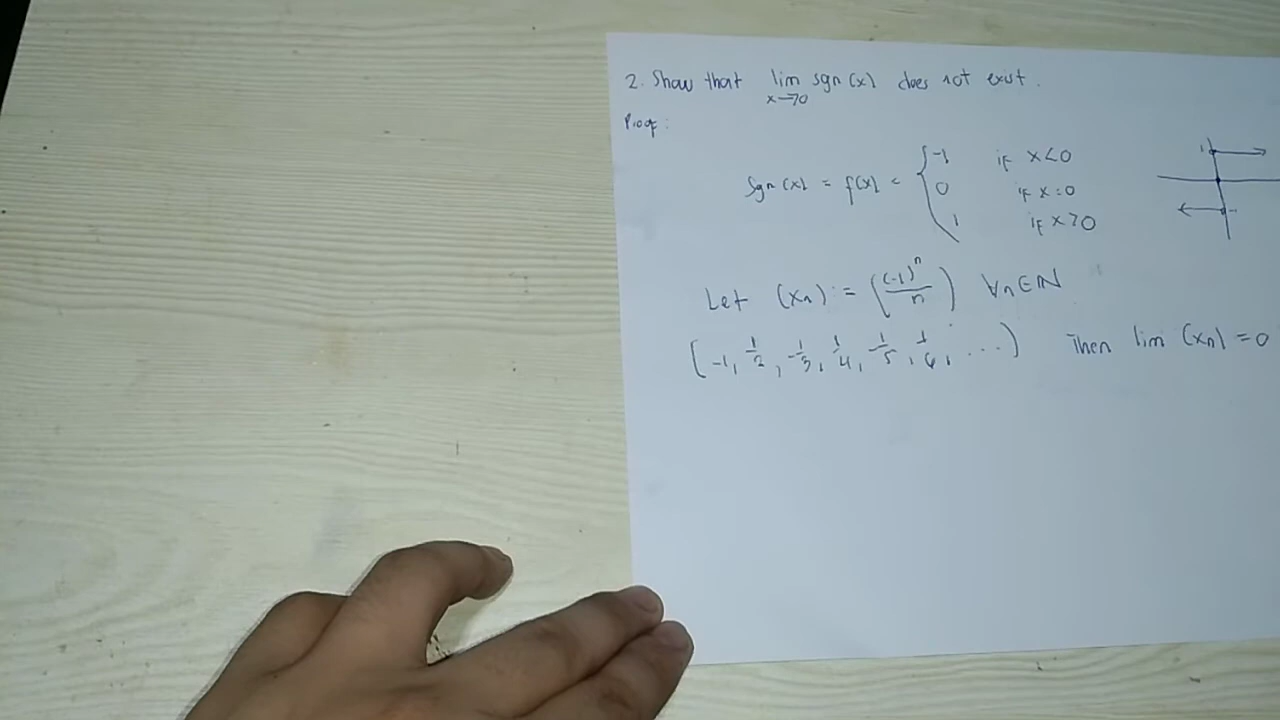 2. Show that lim x→0 sgn(x) does not exist.
Proof:
sgn(x) = f(x) = { -1 if x<0
0 if x=0
1 if x>0
1
-1
Let (xn) := ((-1)^n / n) ∀n∈ℕ
(-1, 1/2, -1/3, 1/4, -1/5, 1/6, ...) Then lim (xn) = 0